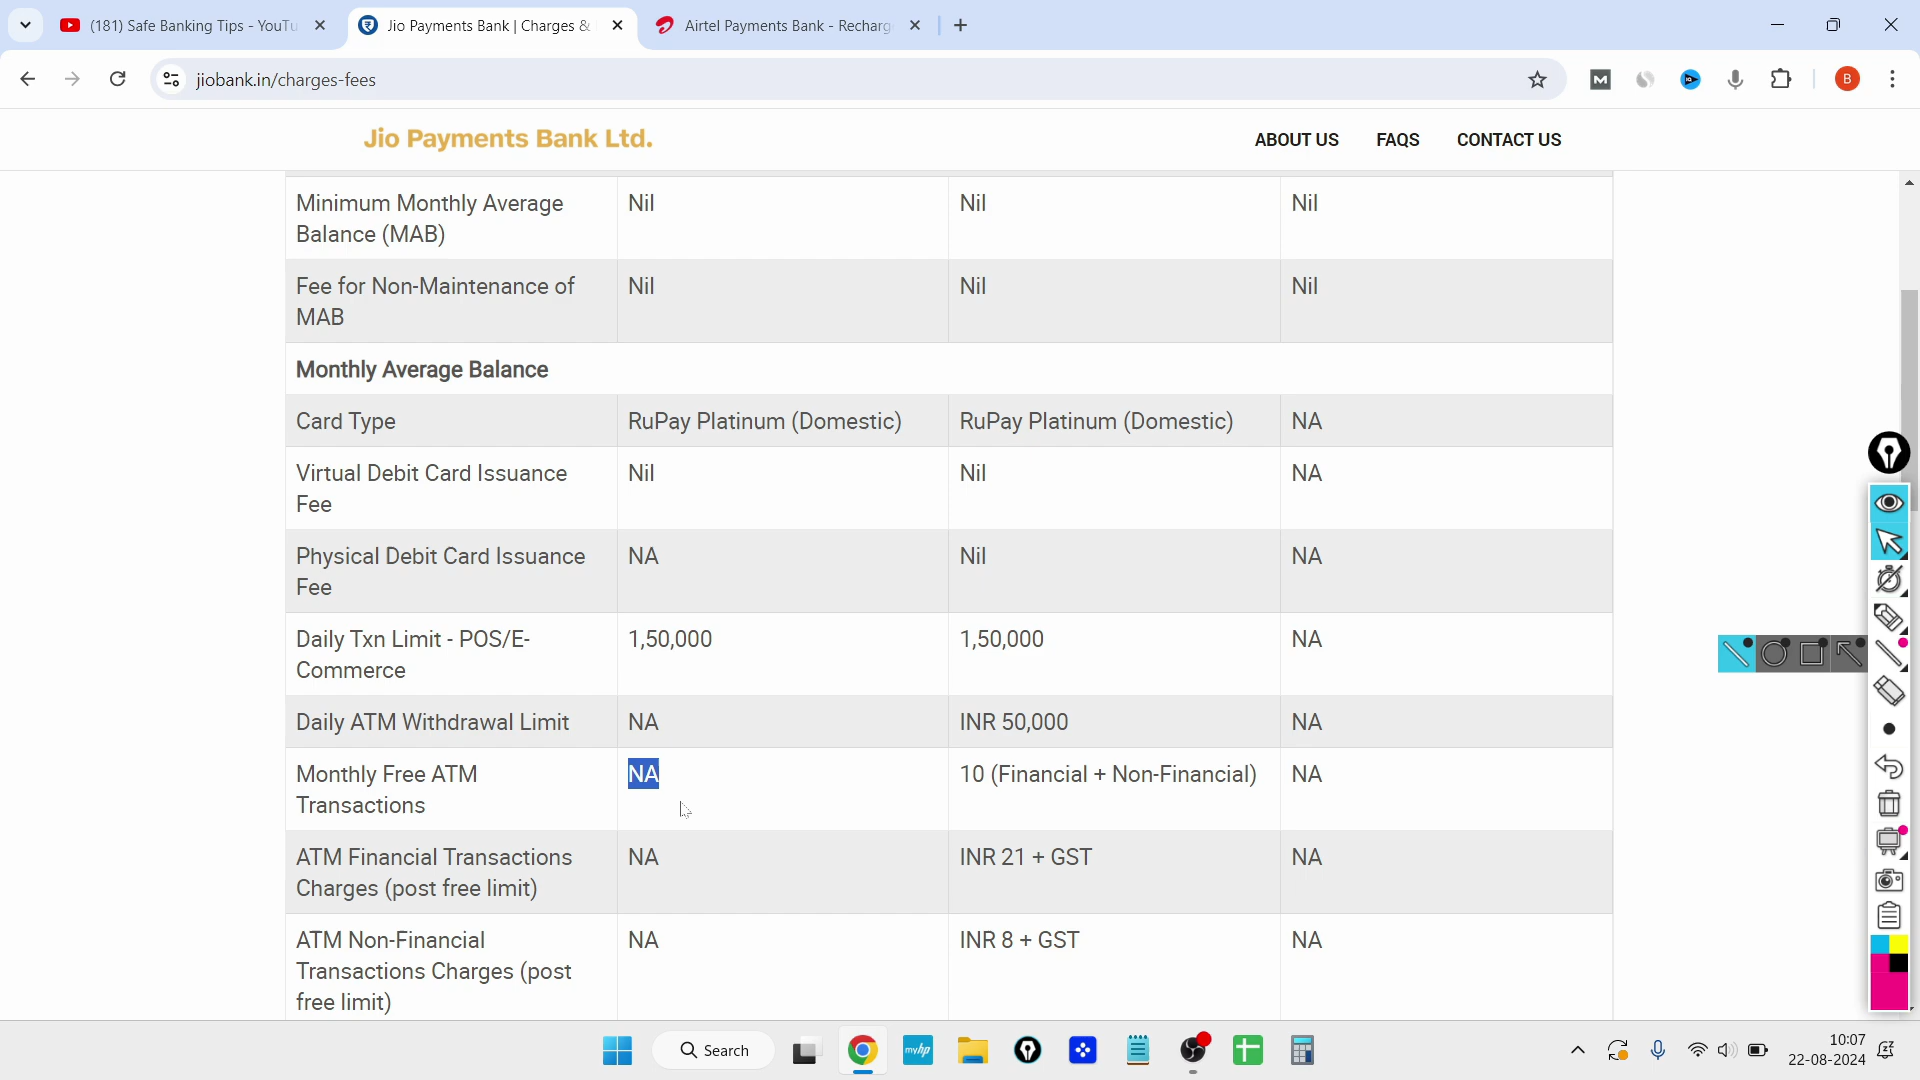 (181) Safe Banking Tips - YouTu
Jio Payments Bank | Charges &
Airtel Payments Bank - Recharg
jiobank.in/charges-fees
B
Jio Payments Bank Ltd.
ABOUT US
FAQS
CONTACT US
Minimum Monthly Average
Balance (MAB)
Nil
Nil
Nil
Fee for Non-Maintenance of
MAB
Nil
Nil
Nil
Monthly Average Balance
Card Type
RuPay Platinum (Domestic)
RuPay Platinum (Domestic)
NA
Virtual Debit Card Issuance
Fee
Nil
Nil
NA
Physical Debit Card Issuance
Fee
NA
Nil
NA
Daily Txn Limit - POS/E-
Commerce
1,50,000
1,50,000
NA
Daily ATM Withdrawal Limit
NA
INR 50,000
NA
Monthly Free ATM
Transactions
NA
10 (Financial + Non-Financial)
NA
ATM Financial Transactions
Charges (post free limit)
NA
INR 21 + GST
NA
ATM Non-Financial
Transactions Charges (post
free limit)
NA
INR 8 + GST
NA
Search
myhp
10:07
22-08-2024